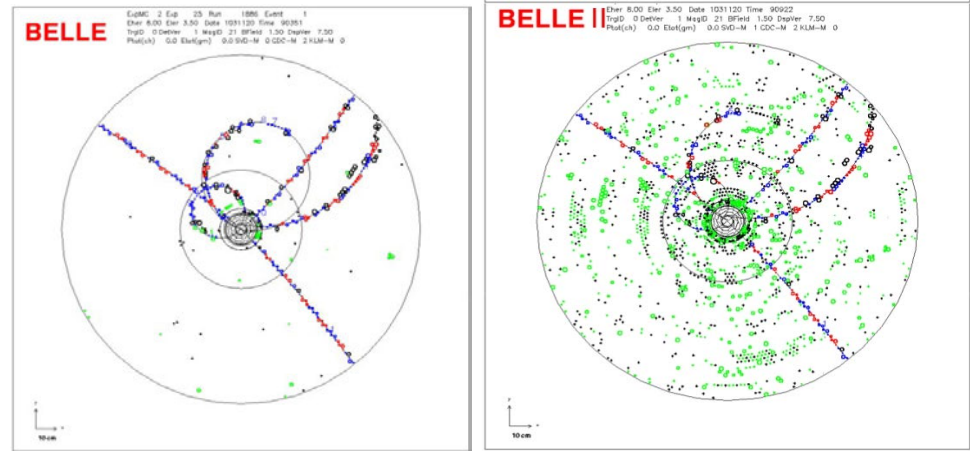 BELLE
ExpMC 2 Exp 25 Run 1886 Event 1
Eher 8.00 Eler 3.50 Date 1031120 Time 90351
TrgID 0 DetVer 1 MagID 21 BField 1.50 DspVer 7.50
Ptot(ch) 0.0 Etot(gm) 0.0 SVD-M 0 CDC-M 2 KLM-M 0
10 cm
BELLE II
Eher 8.00 Eler 3.50 Date 1031120 Time 90922
TrgID 0 DetVer 1 MagID 21 BField 1.50 DspVer 7.50
Ptot(ch) 0.0 Etot(gm) 0.0 SVD-M 1 CDC-M 2 KLM-M 0
10 cm